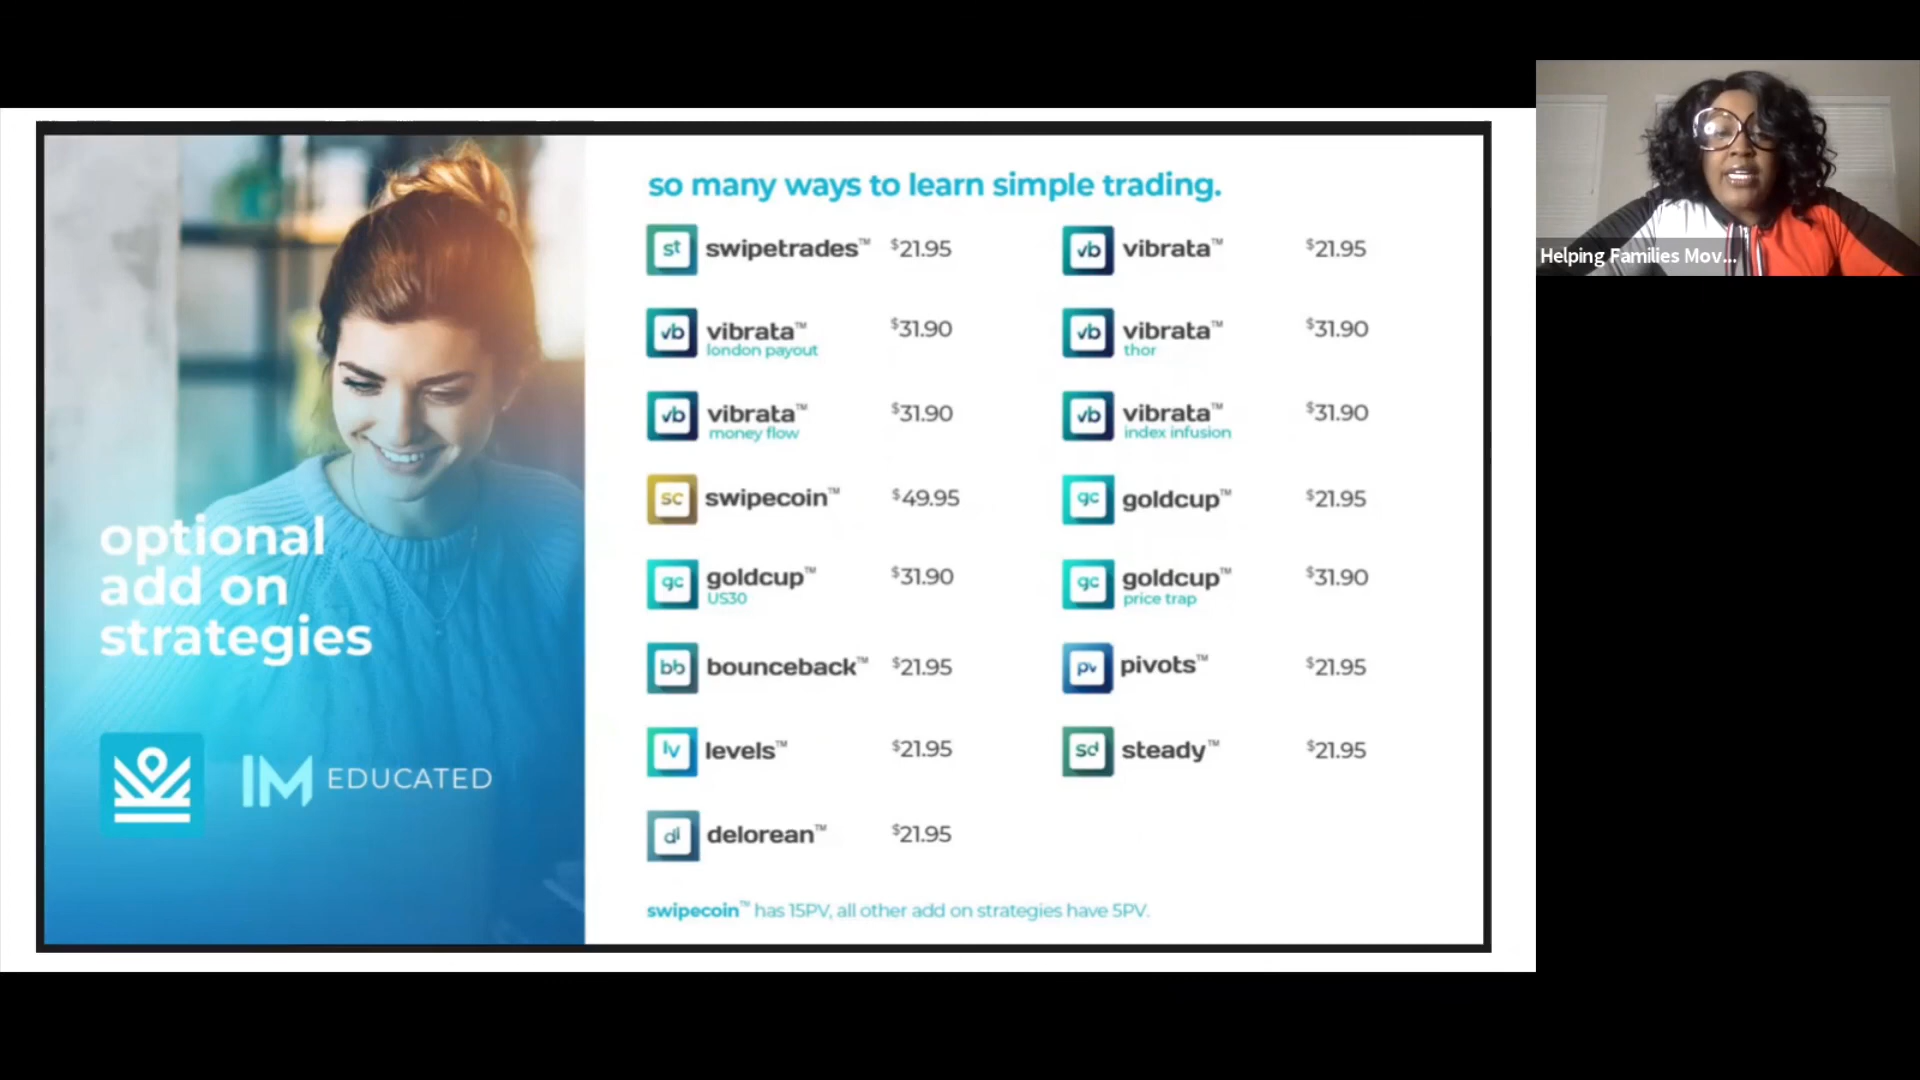 so many ways to learn simple trading.
st swipetrades™ $21.95
vb vibrata™ $21.95
vb vibrata™ $31.90
london payout
vb vibrata™ $31.90
thor
vb vibrata™ $31.90
money flow
vb vibrata™ $31.90
index infusion
sc swipecoin™ $49.95
gc goldcup™ $21.95
gc goldcup™ $31.90
US30
gc goldcup™ $31.90
price trap
bb bounceback™ $21.95
pv pivots™ $21.95
lv levels™ $21.95
sd steady™ $21.95
dl delorean™ $21.95
swipecoin™ has 15PV, all other add on strategies have 5PV.
optional
add on
strategies
IM EDUCATED
Helping Families Mov...